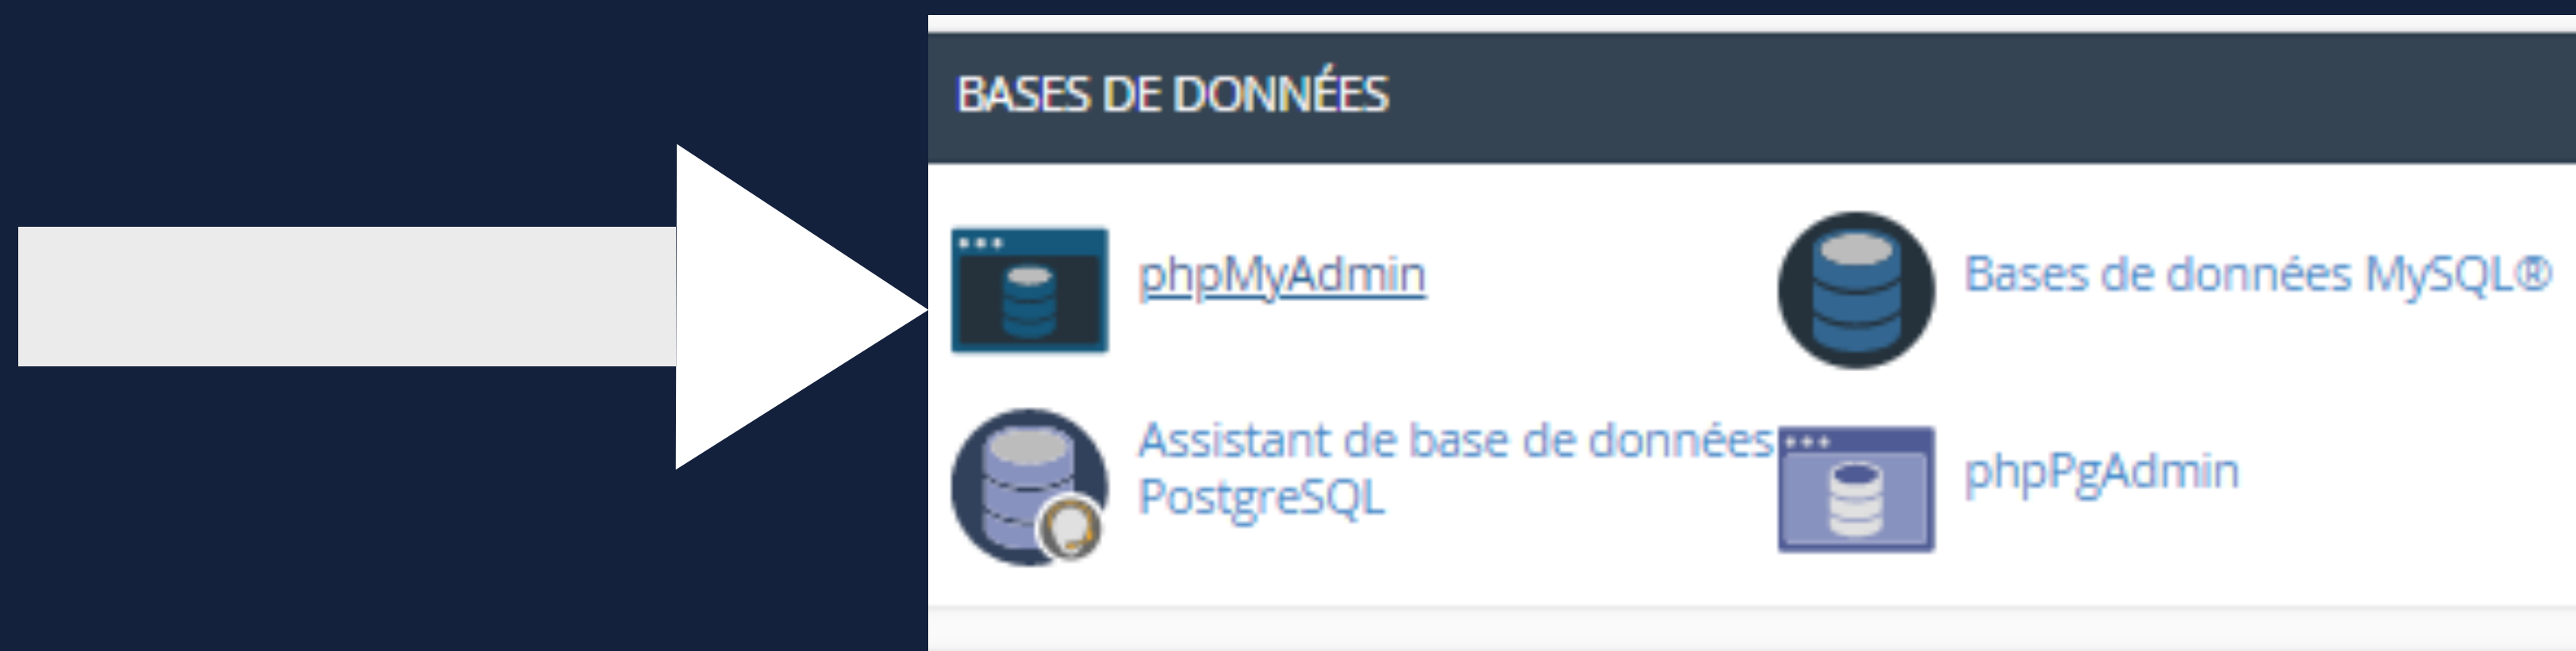 BASES DE DONNÉES
phpMyAdmin
Bases de données MySQL®
Assistant de base de données
PostgreSQL
phpPgAdmin